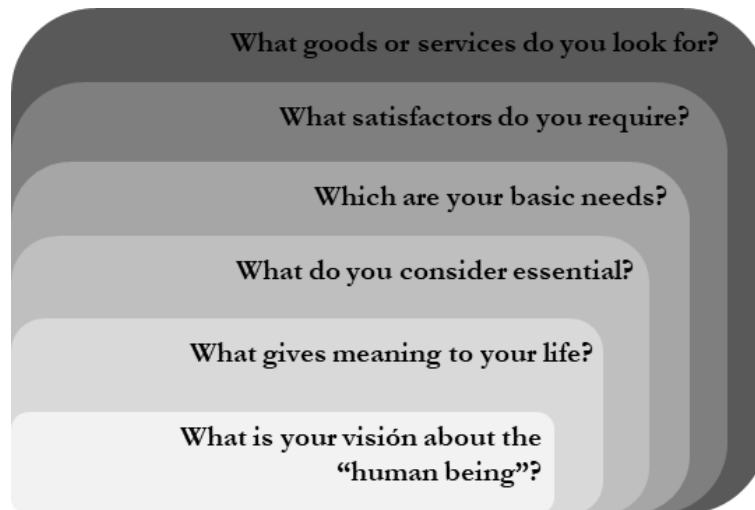 What goods or services do you look for?
What satisfactors do you require?
Which are your basic needs?
What do you consider essential?
What gives meaning to your life?
What is your visión about the
“human being”?